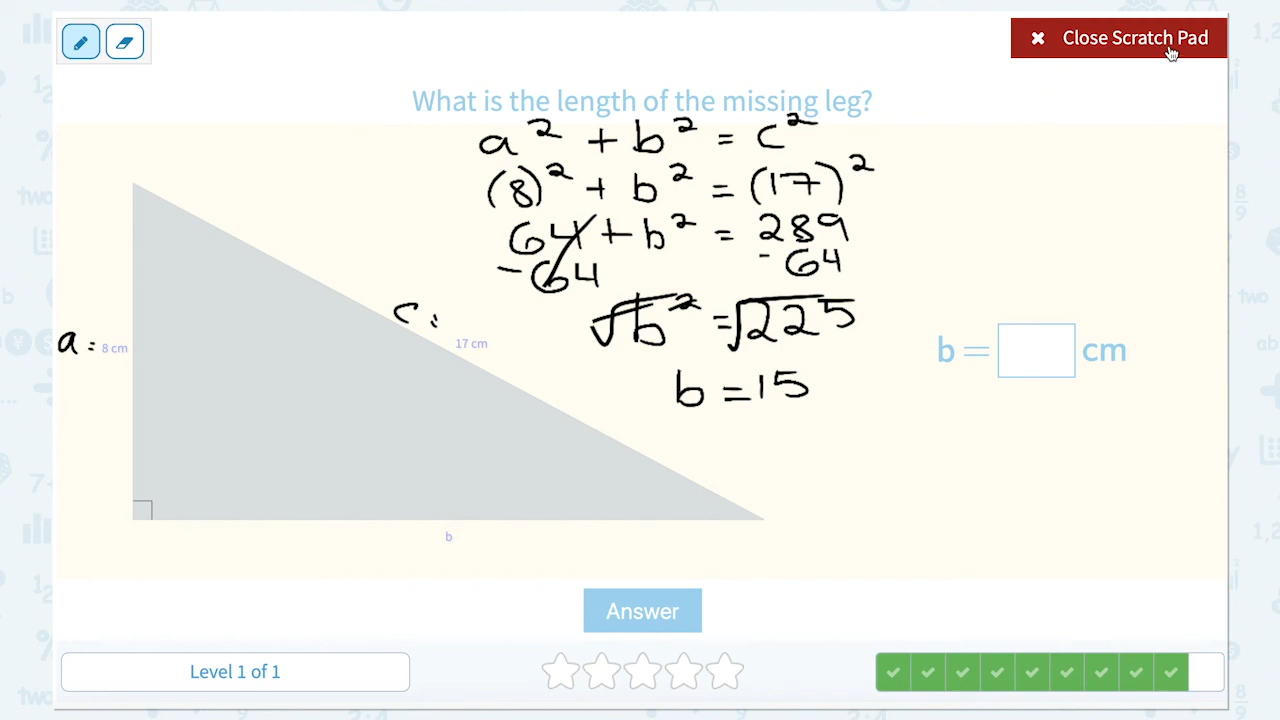 Close Scratch Pad
What is the length of the missing leg?
a² + b² = c²
(8)² + b² = (17)²
64 + b² = 289
-64 -64
√b² = √225
b = 15
c =
17 cm
a = 8 cm
b
b = cm
Answer
Level 1 of 1